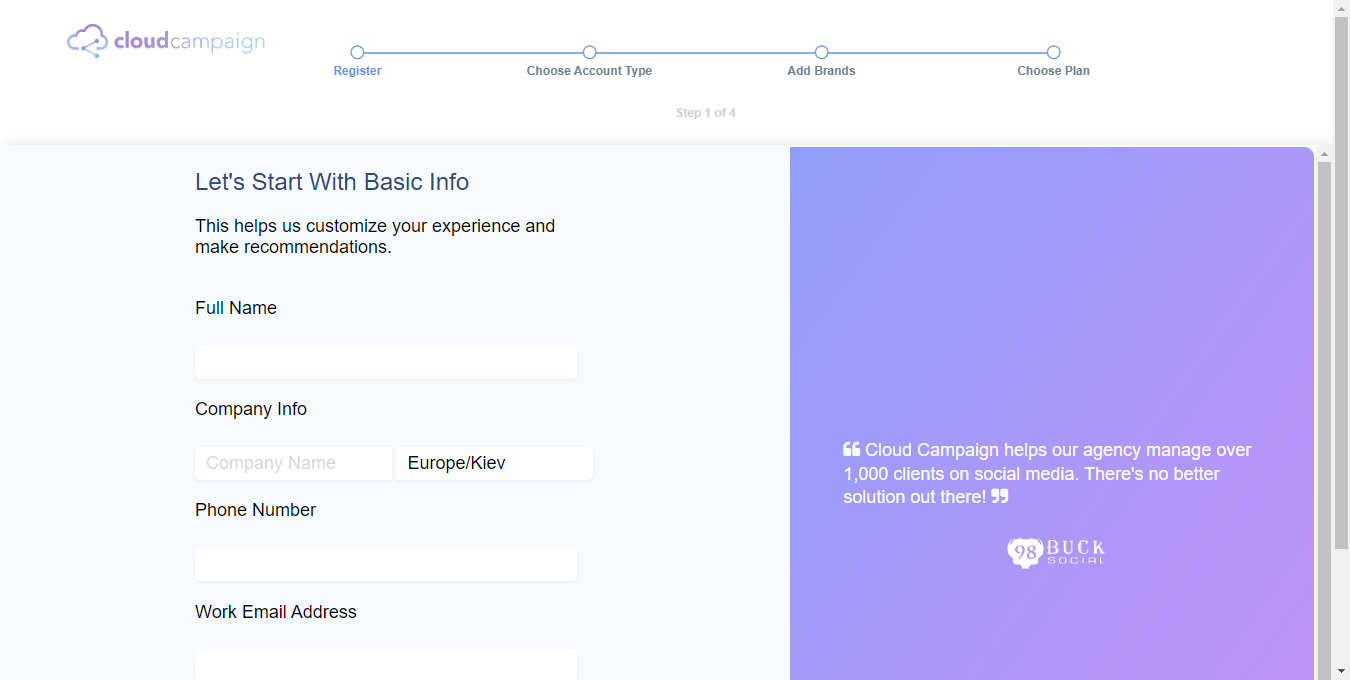 cloudcampaign
Register
Choose Account Type
Add Brands
Choose Plan
Step 1 of 4
Let's Start With Basic Info
This helps us customize your experience and
make recommendations.
Full Name
Company Info
Company Name
Europe/Kiev
Phone Number
Work Email Address
❝ Cloud Campaign helps our agency manage over
1,000 clients on social media. There's no better
solution out there! ❞
98 BUCK
SOCIAL